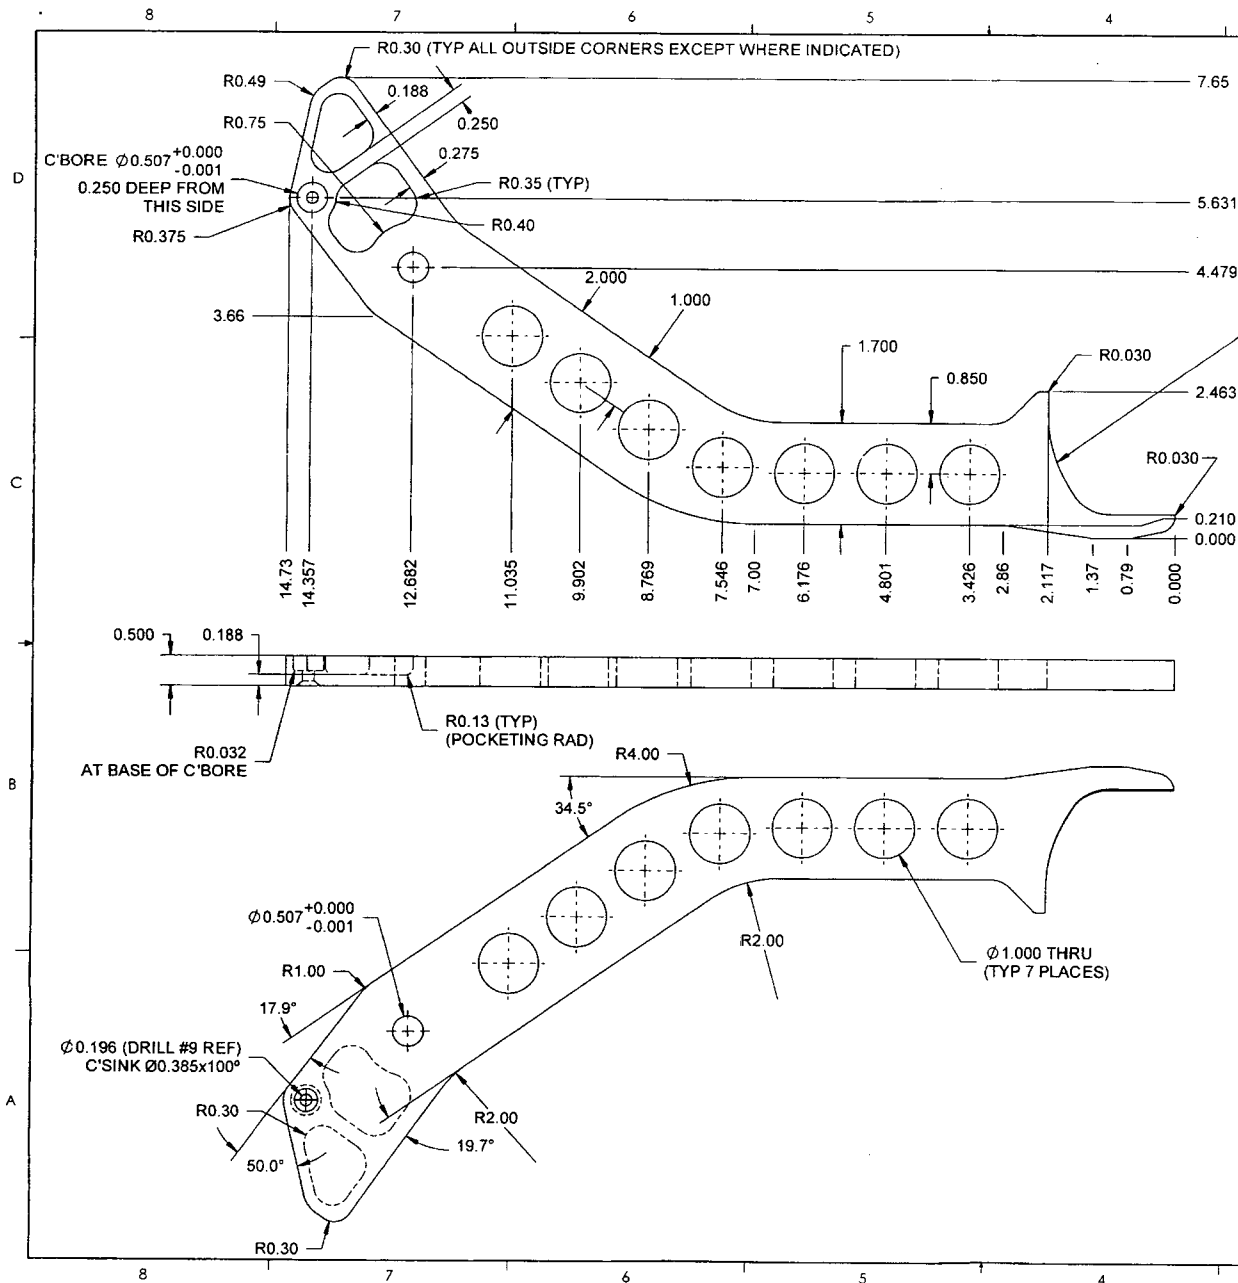 8 7 6 5 4
D
C
B
A
R0.30 (TYP ALL OUTSIDE CORNERS EXCEPT WHERE INDICATED)
R0.49
0.188
7.65
R0.75
0.250
C'BORE Ø0.507 +0.000
-0.001
0.250 DEEP FROM
THIS SIDE
0.275
R0.35 (TYP)
5.631
R0.375
R0.40
4.479
2.000
1.000
3.66
1.700
0.850
R0.030
2.463
R0.030
0.210
0.000
14.73
14.357
12.682
11.035
9.902
8.769
7.546
7.00
6.176
4.801
3.426
2.86
2.117
1.37
0.79
0.000
0.500
0.188
R0.13 (TYP)
(POCKETING RAD)
R0.032
AT BASE OF C'BORE
R4.00
34.5°
Ø0.507 +0.000
-0.001
R2.00
Ø1.000 THRU
(TYP 7 PLACES)
R1.00
17.9°
Ø0.196 (DRILL #9 REF)
C'SINK Ø0.385x100°
R0.30
R2.00
19.7°
50.0°
R0.30
8 7 6 5 4